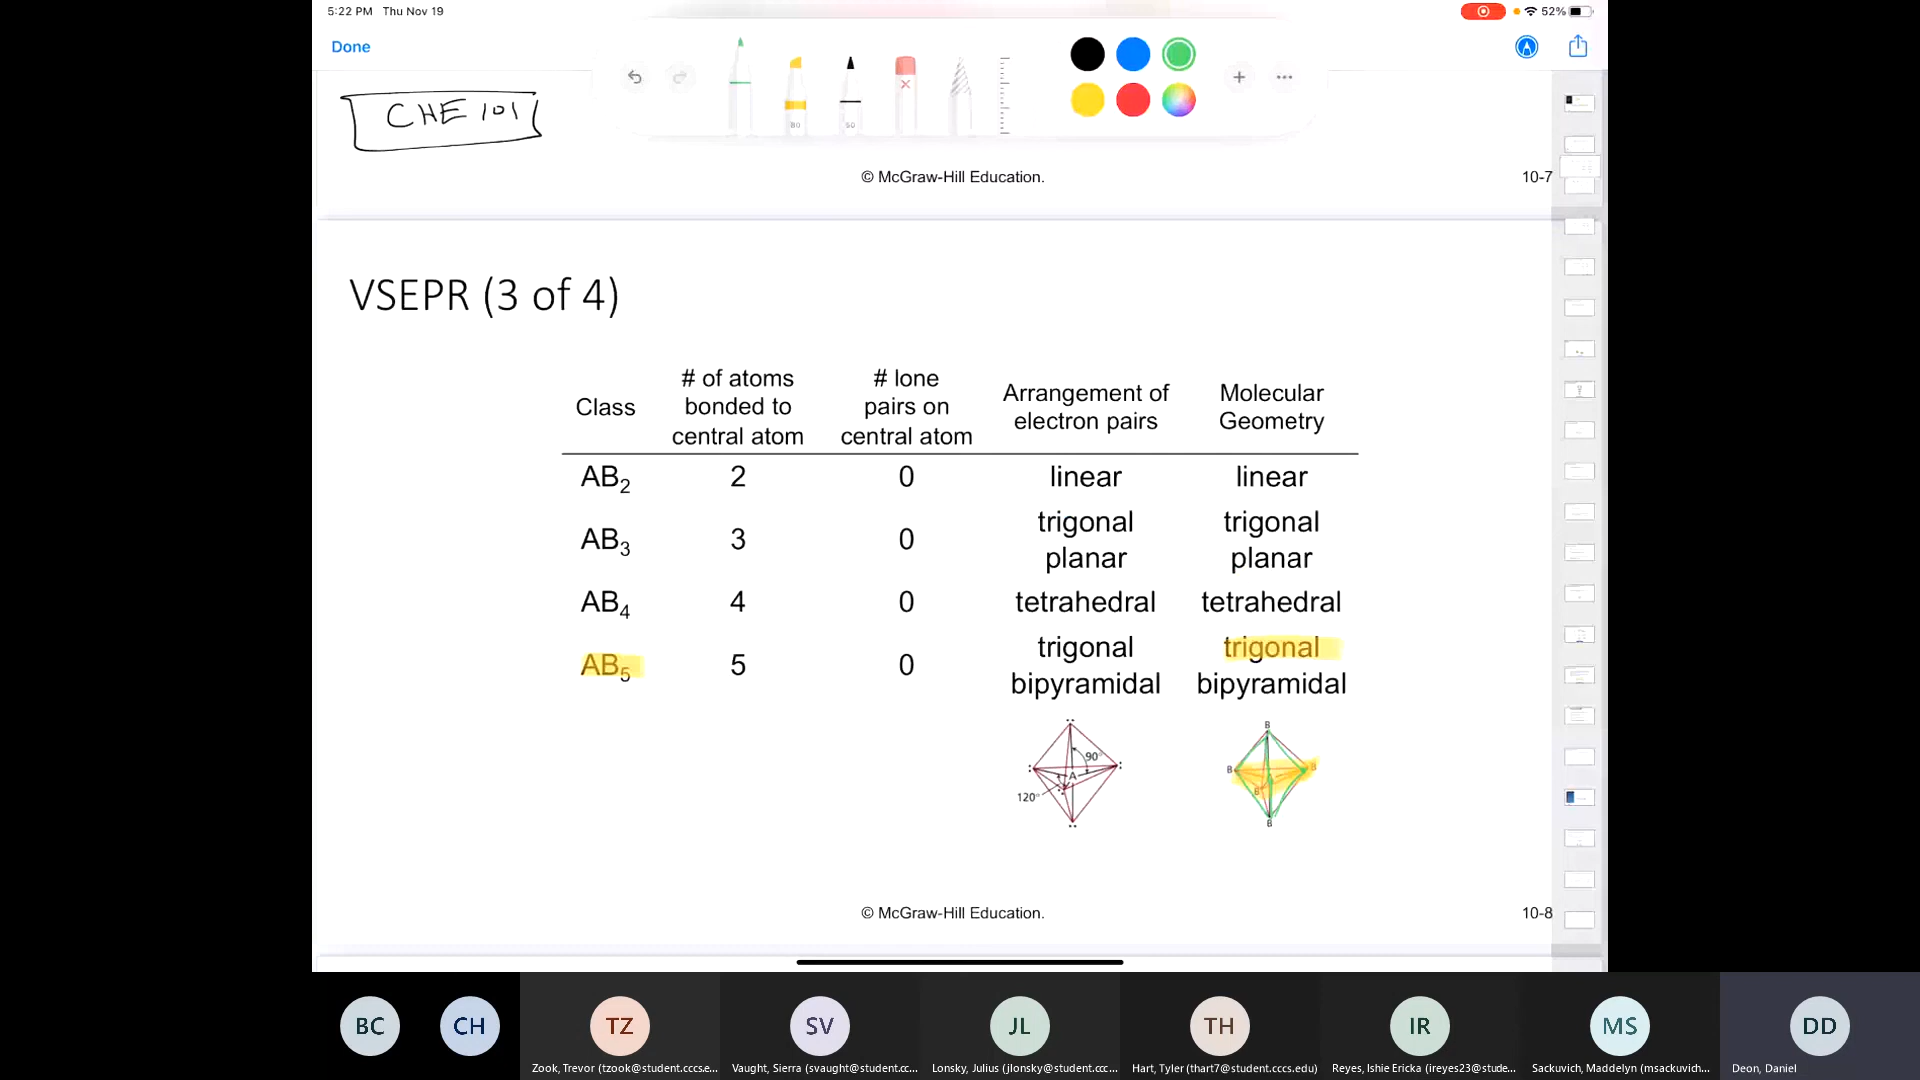 5:22 PM Thu Nov 19
52%
Done
80
50
CHE 101
© McGraw-Hill Education.
10-7
VSEPR (3 of 4)
Class
# of atoms bonded to central atom
# lone pairs on central atom
Arrangement of electron pairs
Molecular Geometry
AB2 2 0 linear linear
AB3 3 0 trigonal planar trigonal planar
AB4 4 0 tetrahedral tetrahedral
AB5 5 0 trigonal bipyramidal trigonal bipyramidal
90°
A
120°
B
B
B
B
B
© McGraw-Hill Education.
10-8
BC
CH
TZ
SV
JL
TH
IR
MS
DD
Zook, Trevor (tzook@student.cccs.e...
Vaught, Sierra (svaught@student.cc...
Lonsky, Julius (jlonsky@student.ccc...
Hart, Tyler (thart7@student.cccs.edu)
Reyes, Ishie Ericka (ireyes23@stude...
Sackuvich, Maddelyn (msackuvich...
Deon, Daniel